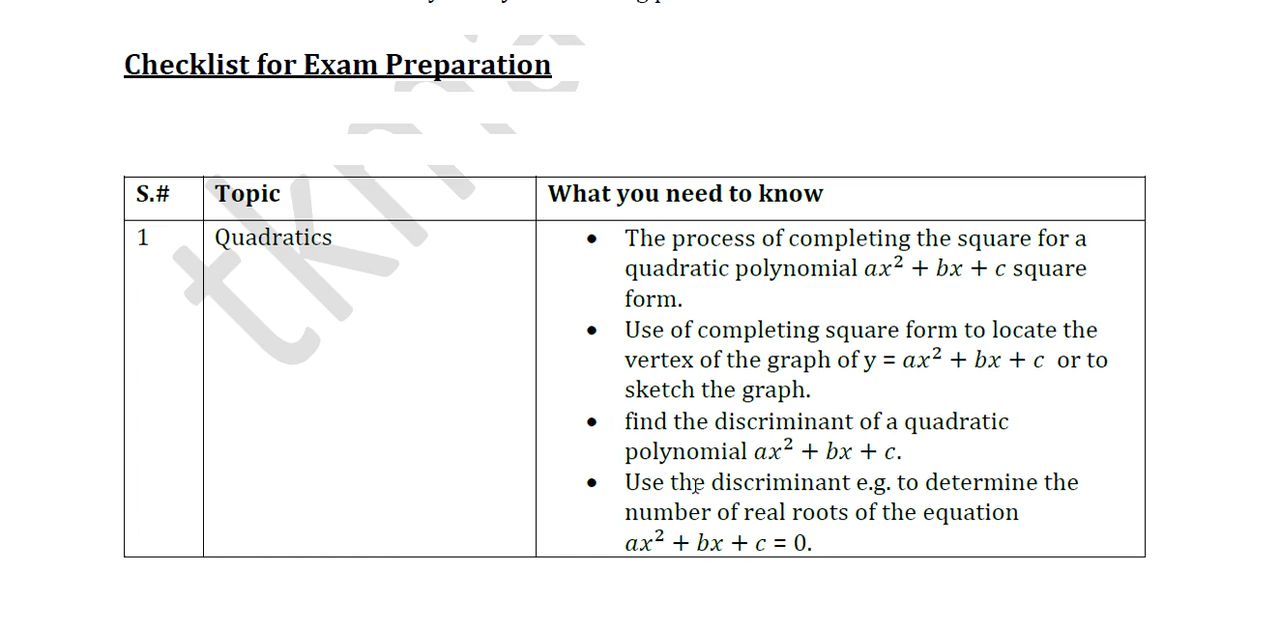 Checklist for Exam Preparation
S.# Topic What you need to know
1 Quadratics
• The process of completing the square for a
quadratic polynomial ax² + bx + c square
form.
• Use of completing square form to locate the
vertex of the graph of y = ax² + bx + c or to
sketch the graph.
• find the discriminant of a quadratic
polynomial ax² + bx + c.
• Use the discriminant e.g. to determine the
number of real roots of the equation
ax² + bx + c = 0.